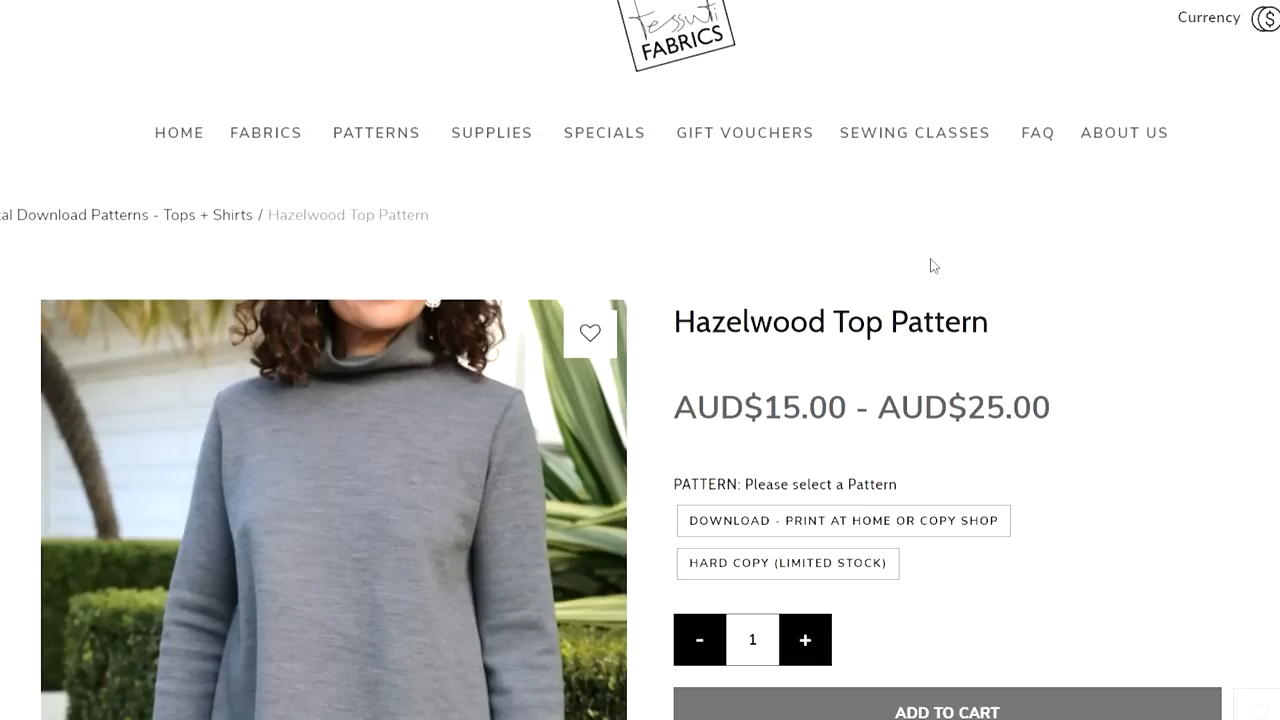 tessuti
FABRICS
Currency
HOME FABRICS PATTERNS SUPPLIES SPECIALS GIFT VOUCHERS SEWING CLASSES FAQ ABOUT US
Download Patterns - Tops + Shirts / Hazelwood Top Pattern
Hazelwood Top Pattern
AUD$15.00 - AUD$25.00
PATTERN: Please select a Pattern
DOWNLOAD - PRINT AT HOME OR COPY SHOP
HARD COPY (LIMITED STOCK)
- 1 +
ADD TO CART